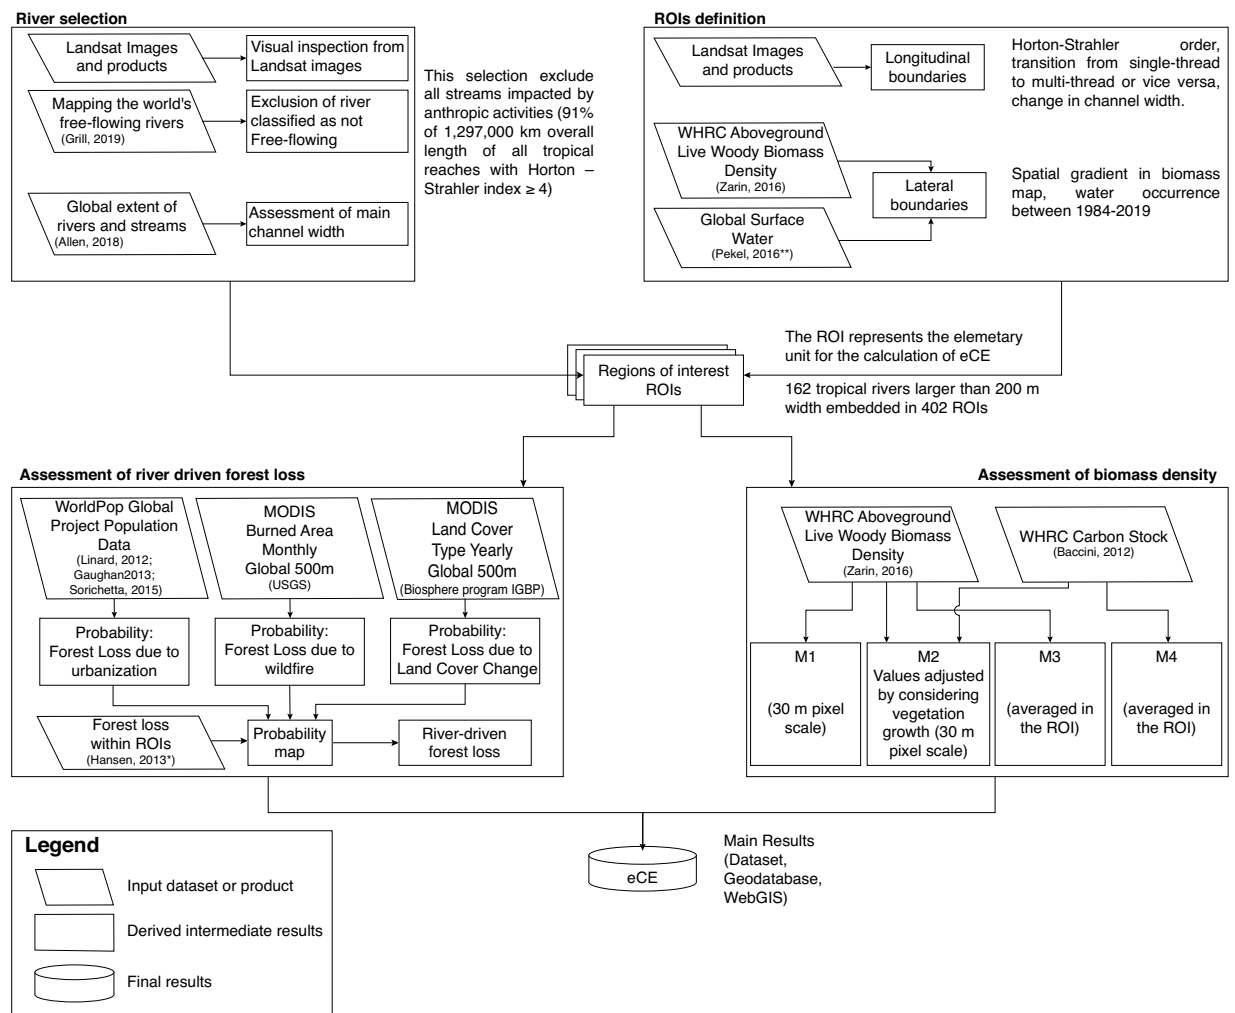 River selection
Landsat Images
and products
Visual inspection from
Landsat images
Mapping the world's
free-flowing rivers
(Grill, 2019)
Exclusion of river
classified as not
Free-flowing
Global extent of
rivers and streams
(Allen, 2018)
Assessment of main
channel width
This selection exclude
all streams impacted by
anthropic activities (91%
of 1,297,000 km overall
length of all tropical
reaches with Horton –
Strahler index ≥ 4)
ROIs definition
Landsat Images
and products
Longitudinal
boundaries
Horton-Strahler order,
transition from single-thread
to multi-thread or vice versa,
change in channel width.
WHRC Aboveground
Live Woody Biomass
Density
(Zarin, 2016)
Lateral
boundaries
Global Surface
Water
(Pekel, 2016**)
Spatial gradient in biomass
map, water occurrence
between 1984-2019
Regions of interest
ROIs
The ROI represents the elemetary
unit for the calculation of eCE
162 tropical rivers larger than 200 m
width embedded in 402 ROIs
Assessment of river driven forest loss
WorldPop Global
Project Population
Data
(Linard, 2012;
Gaughan2013;
Sorichetta, 2015)
MODIS
Burned Area
Monthly
Global 500m
(USGS)
MODIS
Land Cover
Type Yearly
Global 500m
(Biosphere program IGBP)
Probability:
Forest Loss due to
urbanization
Probability:
Forest Loss due to
wildfire
Probability:
Forest Loss due to
Land Cover Change
Forest loss
within ROIs
(Hansen, 2013*)
Probability
map
River-driven
forest loss
Assessment of biomass density
WHRC Aboveground
Live Woody Biomass
Density
(Zarin, 2016)
WHRC Carbon Stock
(Baccini, 2012)
M1
(30 m pixel
scale)
M2
Values adjusted
by considering
vegetation
growth (30 m
pixel scale)
M3
(averaged in
the ROI)
M4
(averaged in
the ROI)
eCE
Main Results
(Dataset,
Geodatabase,
WebGIS)
Legend
Input dataset or product
Derived intermediate results
Final results